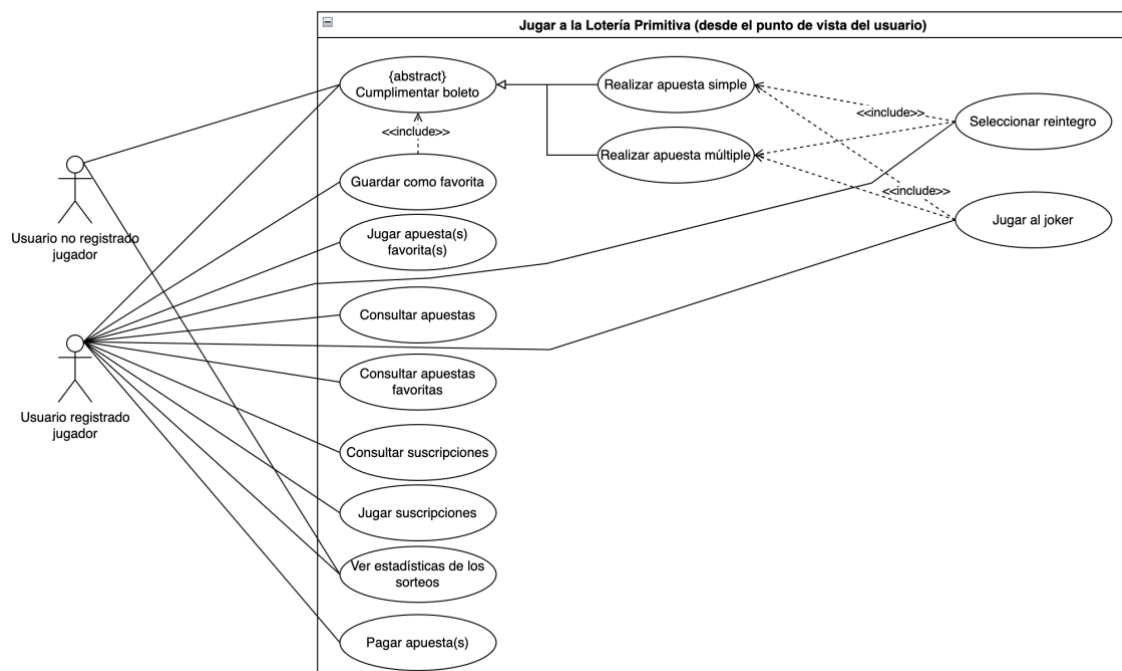 Jugar a la Lotería Primitiva (desde el punto de vista del usuario)
{abstract}
Cumplimentar boleto
Realizar apuesta simple
<<include>>
Seleccionar reintegro
<<include>>
Realizar apuesta múltiple
Guardar como favorita
<<include>>
Jugar al joker
Usuario no registrado
jugador
Jugar apuesta(s)
favorita(s)
Consultar apuestas
Consultar apuestas
favoritas
Usuario registrado
jugador
Consultar suscripciones
Jugar suscripciones
Ver estadísticas de los
sorteos
Pagar apuesta(s)